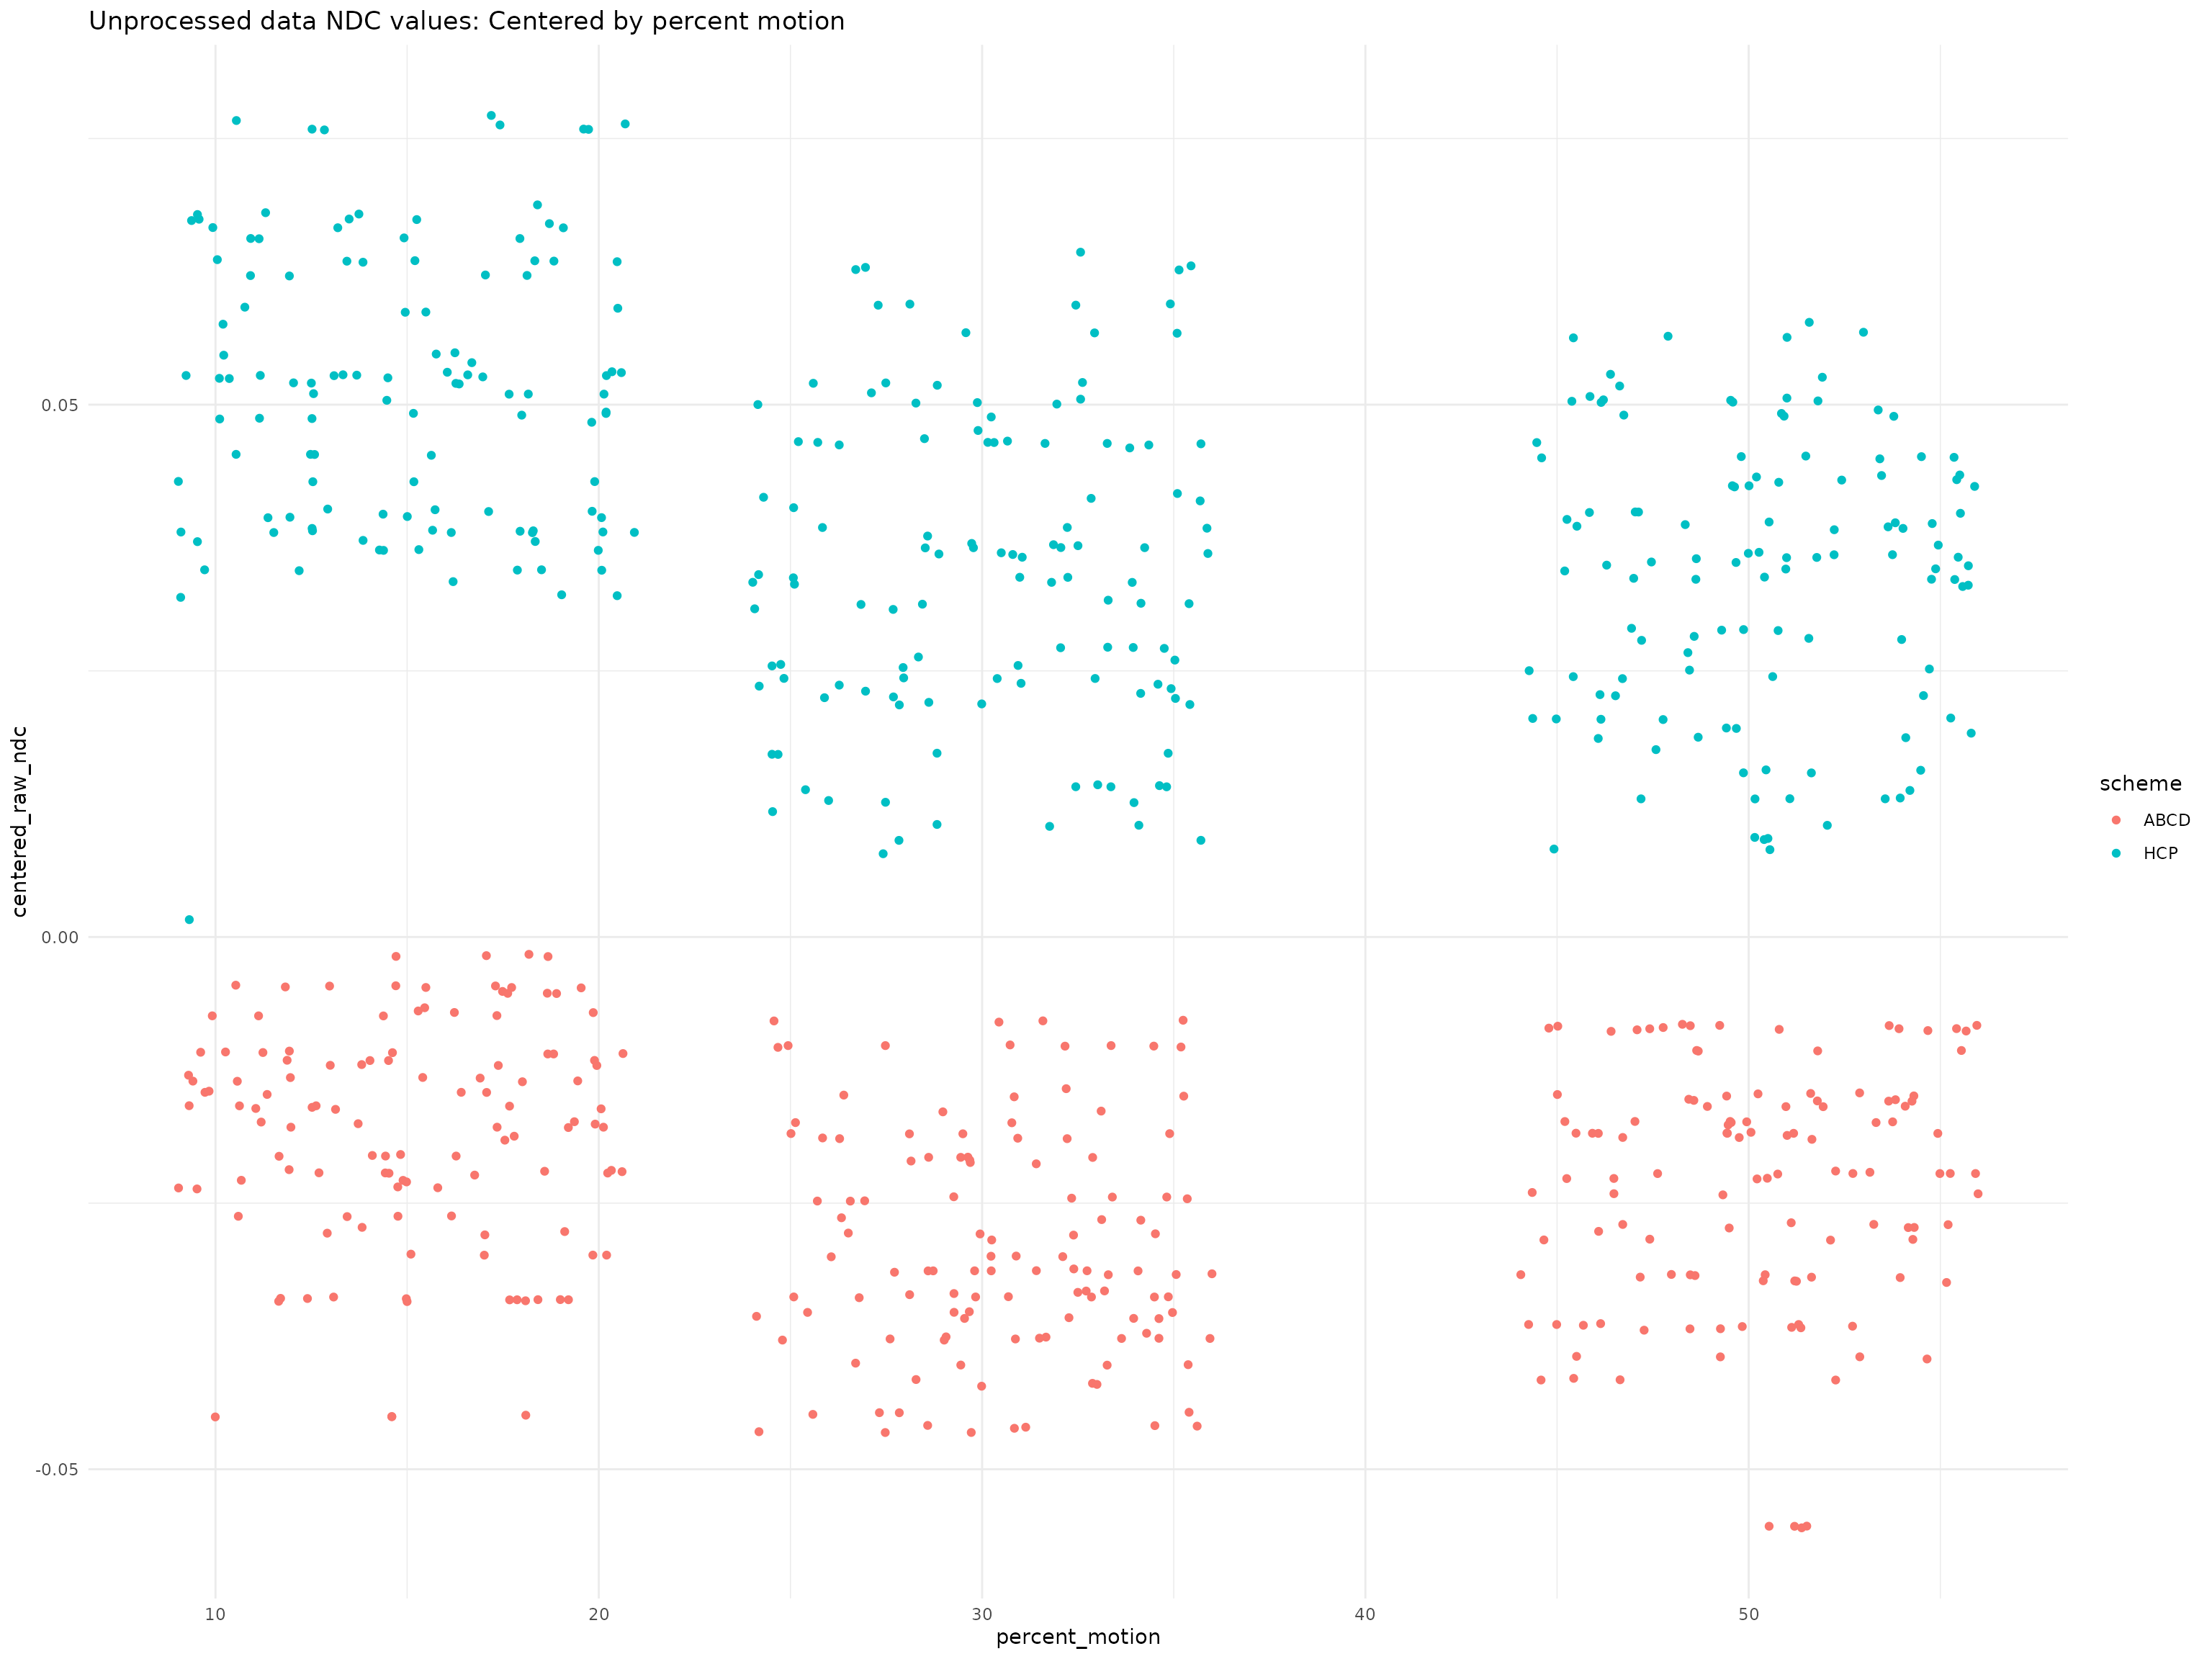 Unprocessed data NDC values: Centered by percent motion
centered_raw_ndc
0.05
0.00
-0.05
10 20 30 40 50
percent_motion
scheme
ABCD
HCP